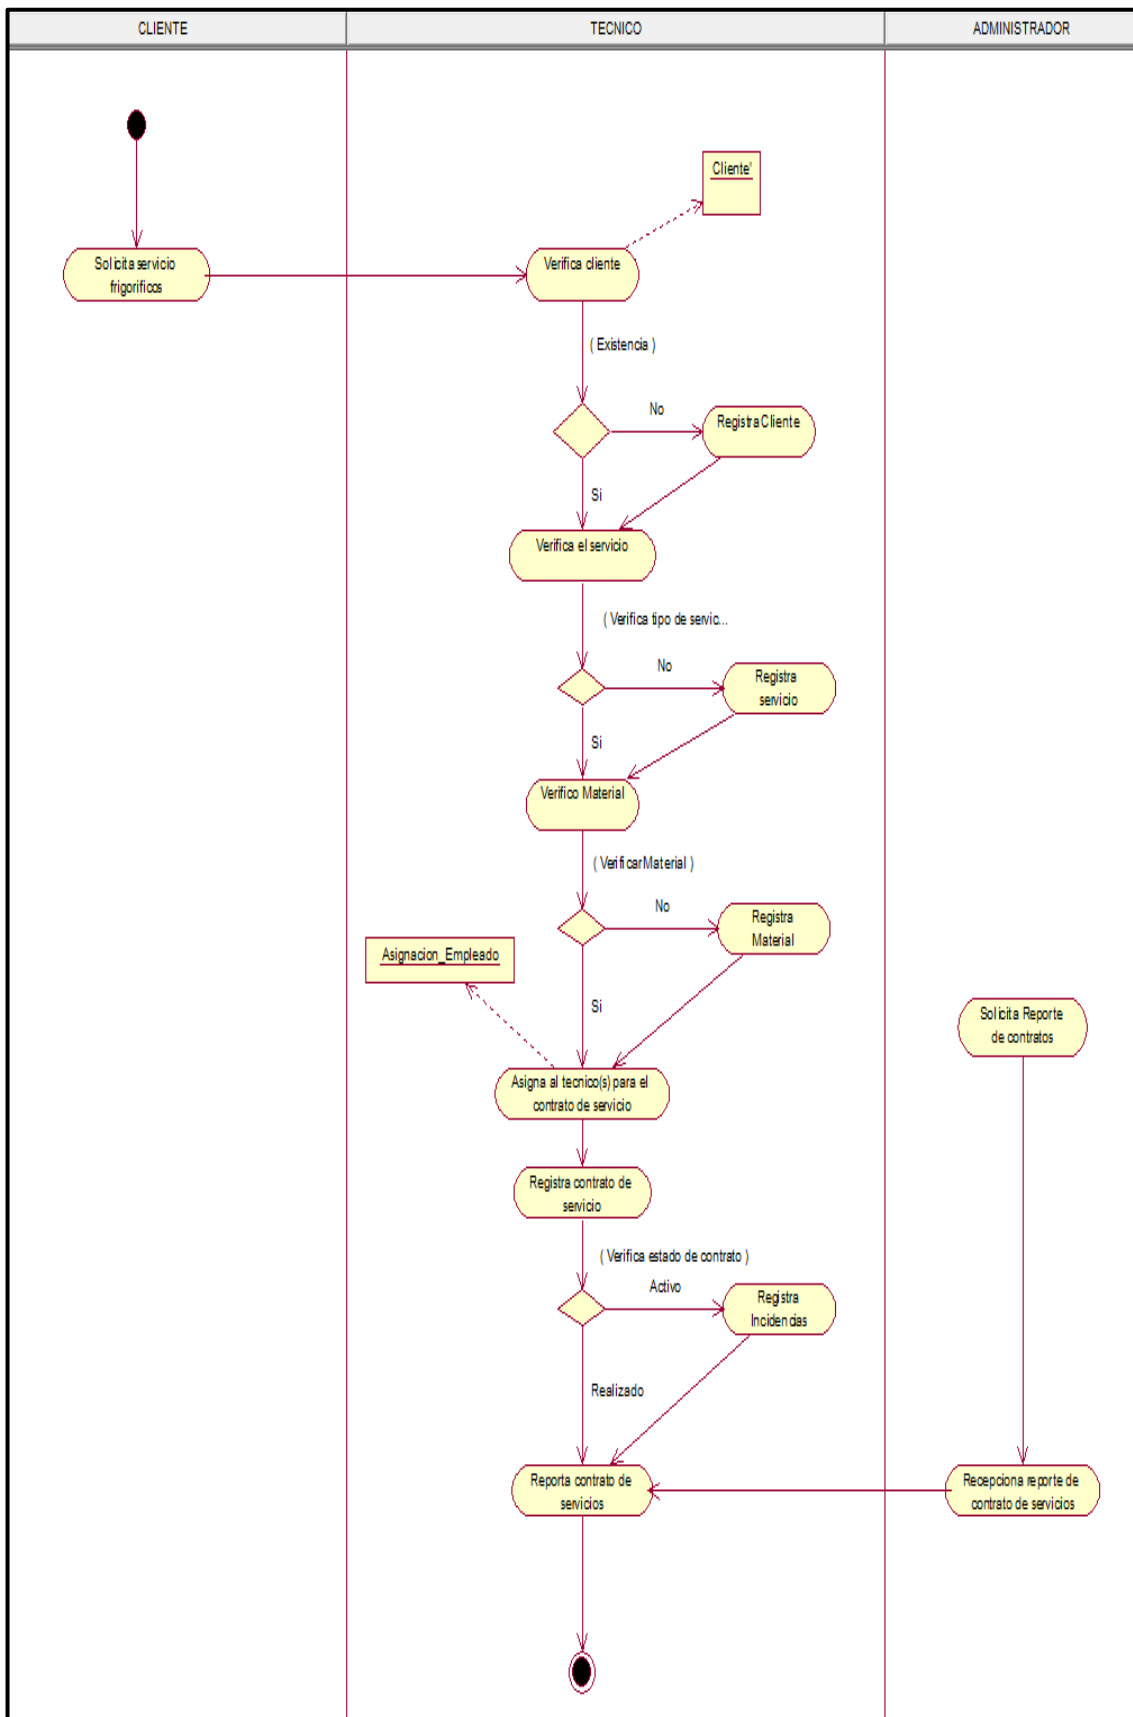 CLIENTE
TECNICO
ADMINISTRADOR
Cliente'
Solicita servicio
frigorificos
Verifica cliente
( Existencia )
No
Registra Cliente
Si
Verifica el servicio
( Verifica tipo de servic...
No
Registra
servicio
Si
Verifico Material
( Verificar Material )
No
Registra
Material
Asignacion_Empleado
Si
Solicita Reporte
de contratos
Asigna al tecnico(s) para el
contrato de servicio
Registra contrato de
servicio
( Verifica estado de contrato )
Activo
Registra
Incidencias
Realizado
Reporta contrato de
servicios
Recepciona reporte de
contrato de servicios